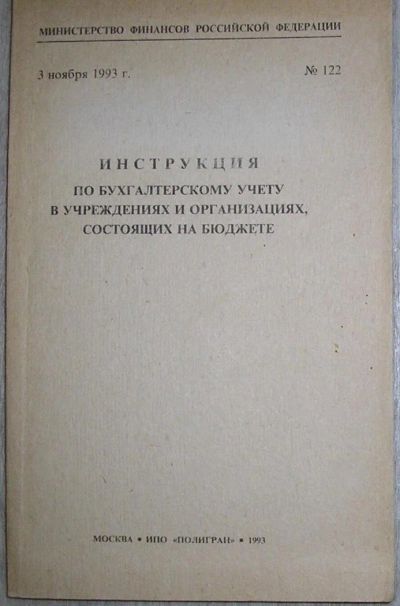 МИНИСТЕРСТВО ФИНАНСОВ РОССИЙСКОЙ ФЕДЕРАЦИИ
3 ноября 1993 г. № 122
ИНСТРУКЦИЯ
ПО БУХГАЛТЕРСКОМУ УЧЕТУ
В УЧРЕЖДЕНИЯХ И ОРГАНИЗАЦИЯХ,
СОСТОЯЩИХ НА БЮДЖЕТЕ
МОСКВА • ИПО «ПОЛИГРАН» • 1993